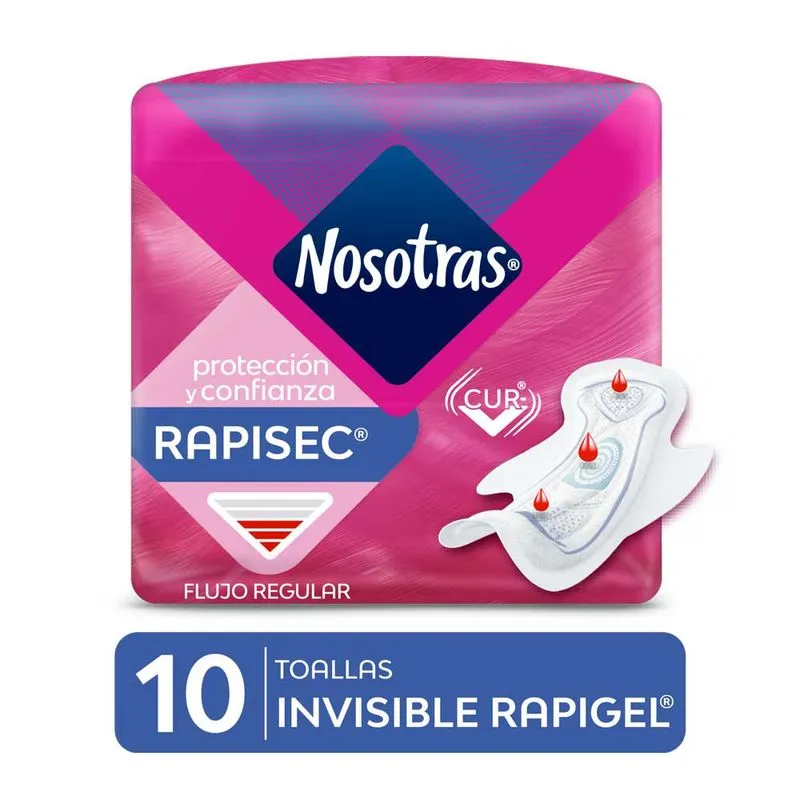 Nosotras®
protección
y confianza
CUR-®
RAPISEC®
FLUJO REGULAR
10
TOALLAS
INVISIBLE RAPIGEL®